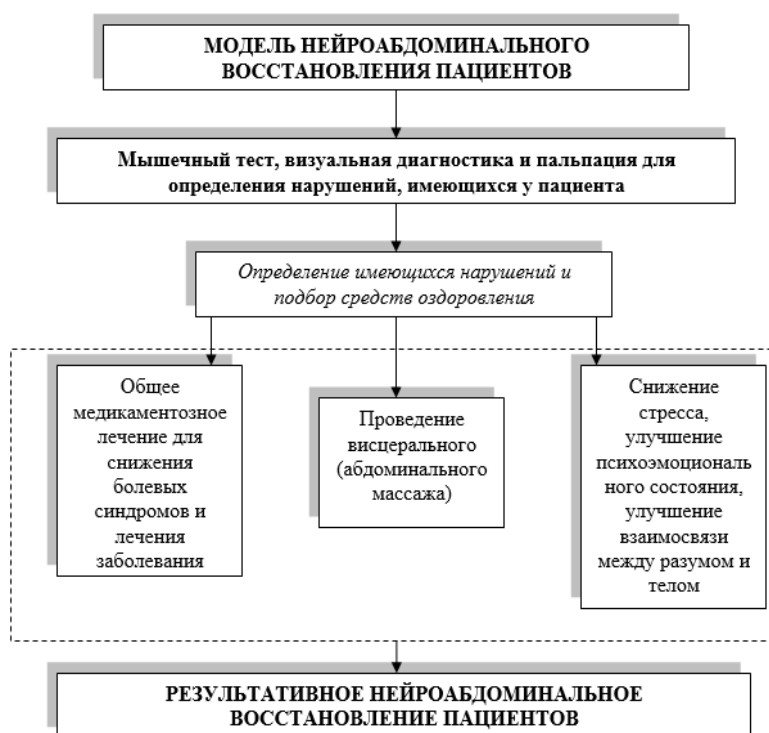 МОДЕЛЬ НЕЙРОАБДОМИНАЛЬНОГО
ВОССТАНОВЛЕНИЯ ПАЦИЕНТОВ
Мышечный тест, визуальная диагностика и пальпация для
определения нарушений, имеющихся у пациента
Определение имеющихся нарушений и
подбор средств оздоровления
Общее
медикаментозное
лечение для
снижения
болевых
синдромов и
лечения
заболевания
Проведение
висцерального
(абдоминального
массажа)
Снижение
стресса,
улучшение
психоэмоциональ
ного состояния,
улучшение
взаимосвязи
между разумом и
телом
РЕЗУЛЬТАТИВНОЕ НЕЙРОАБДОМИНАЛЬНОЕ
ВОССТАНОВЛЕНИЕ ПАЦИЕНТОВ